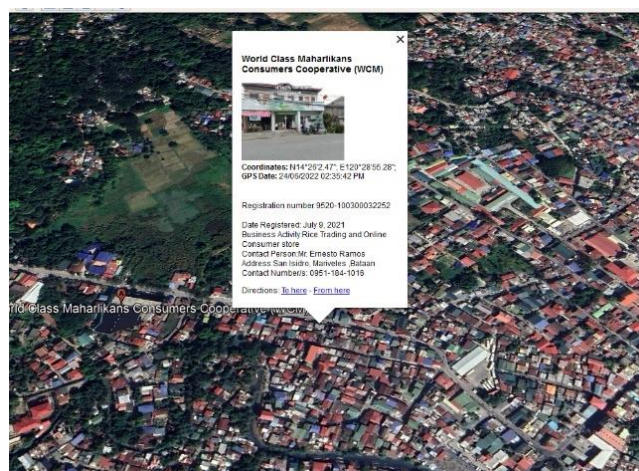 World Class Maharlikans
Consumers Cooperative (WCM)
Coordinates: N14°26'2.47"; E120°28'55.28";
GPS Date: 24/06/2022 02:35:42 PM
Registration number 9520-100300032252
Date Registered: July 9, 2021
Business Activity Rice Trading and Online
Consumer store
Contact Person:Mr. Ernesto Ramos
Address San Isidro, Mariveles ,Bataan
Contact Number/s: 0951-184-1016
Directions: To here - From here
rld Class Maharlikans Consumers Cooperative (WCM)